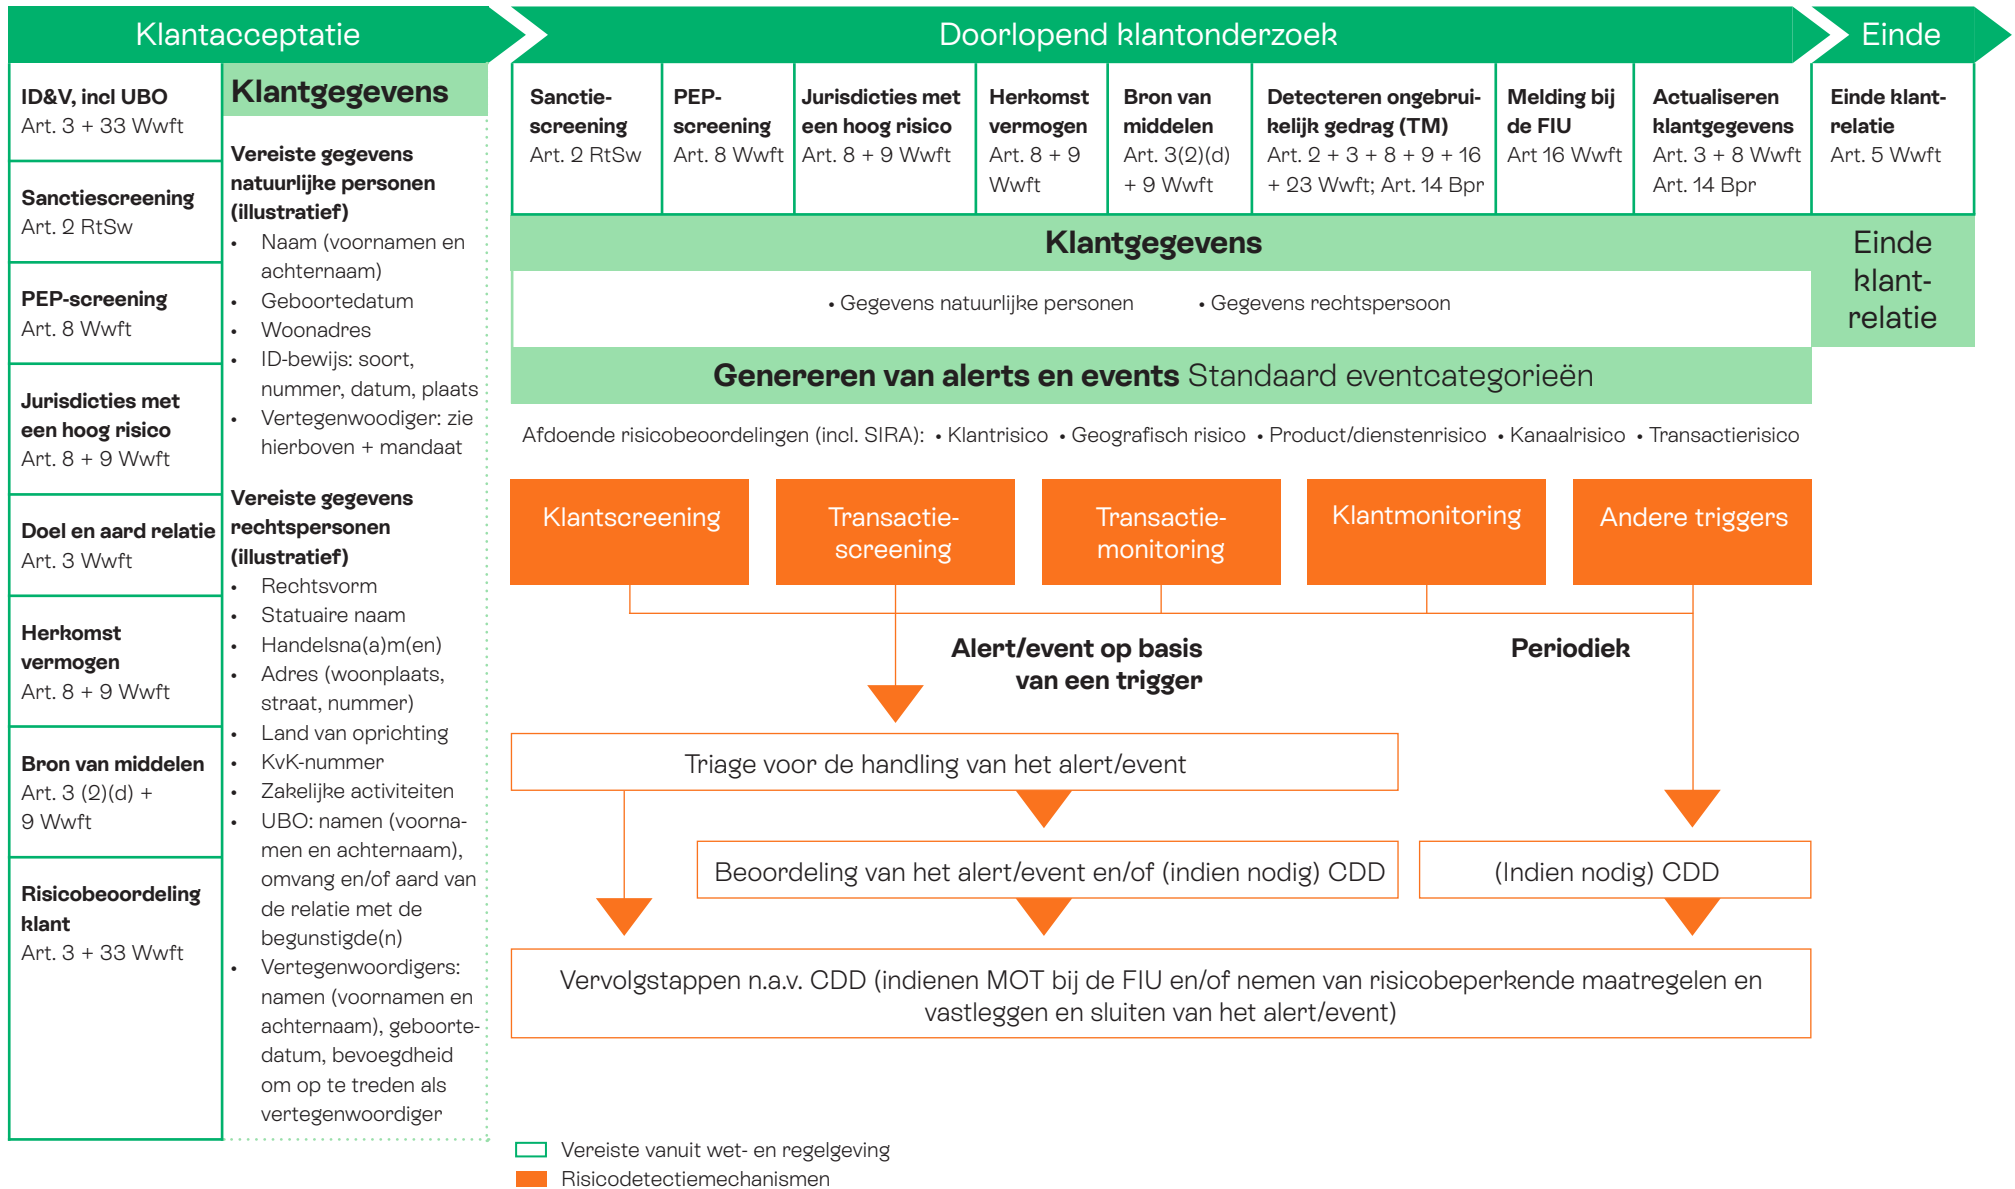 Klantacceptatie
Doorlopend klantonderzoek
Einde
ID&V, incl UBO
Art. 3 + 33 Wwft
Sanctiescreening
Art. 2 RtSw
PEP-screening
Art. 8 Wwft
Jurisdicties met
een hoog risico
Art. 8 + 9 Wwft
Doel en aard relatie
Art. 3 Wwft
Herkomst
vermogen
Art. 8 + 9 Wwft
Bron van middelen
Art. 3 (2)(d) +
9 Wwft
Risicobeoordeling
klant
Art. 3 + 33 Wwft
Klantgegevens
Vereiste gegevens
natuurlijke personen
(illustratief)
• Naam (voornamen en
achternaam)
• Geboortedatum
• Woonadres
• ID-bewijs: soort,
nummer, datum, plaats
• Vertegenwoodiger: zie
hierboven + mandaat
Vereiste gegevens
rechtspersonen
(illustratief)
• Rechtsvorm
• Statuaire naam
• Handelsna(a)m(en)
• Adres (woonplaats,
straat, nummer)
• Land van oprichting
• KvK-nummer
• Zakelijke activiteiten
• UBO: namen (voorna-
men en achternaam),
omvang en/of aard van
de relatie met de
begunstigde(n)
• Vertegenwoordigers:
namen (voornamen en
achternaam), geboorte-
datum, bevoegdheid
om op te treden als
vertegenwoordiger
Sanctie-
screening
Art. 2 RtSw
PEP-
screening
Art. 8 Wwft
Jurisdicties met
een hoog risico
Art. 8 + 9 Wwft
Herkomst
vermogen
Art. 8 + 9
Wwft
Bron van
middelen
Art. 3(2)(d)
+ 9 Wwft
Detecteren ongebrui-
kelijk gedrag (TM)
Art. 2 + 3 + 8 + 9 + 16
+ 23 Wwft; Art. 14 Bpr
Melding bij
de FIU
Art 16 Wwft
Actualiseren
klantgegevens
Art. 3 + 8 Wwft
Art. 14 Bpr
Einde klant-
relatie
Art. 5 Wwft
Klantgegevens
• Gegevens natuurlijke personen • Gegevens rechtspersoon
Einde
klant-
relatie
Genereren van alerts en events Standaard eventcategorieën
Afdoende risicobeoordelingen (incl. SIRA): • Klantrisico • Geografisch risico • Product/dienstenrisico • Kanaalrisico • Transactierisico
Klantscreening
Transactie-
screening
Transactie-
monitoring
Klantmonitoring
Andere triggers
Alert/event op basis
van een trigger
Periodiek
Triage voor de handling van het alert/event
Beoordeling van het alert/event en/of (indien nodig) CDD
(Indien nodig) CDD
Vervolgstappen n.a.v. CDD (indienen MOT bij de FIU en/of nemen van risicobeperkende maatregelen en
vastleggen en sluiten van het alert/event)
Vereiste vanuit wet- en regelgeving
Risicodetectiemechanismen